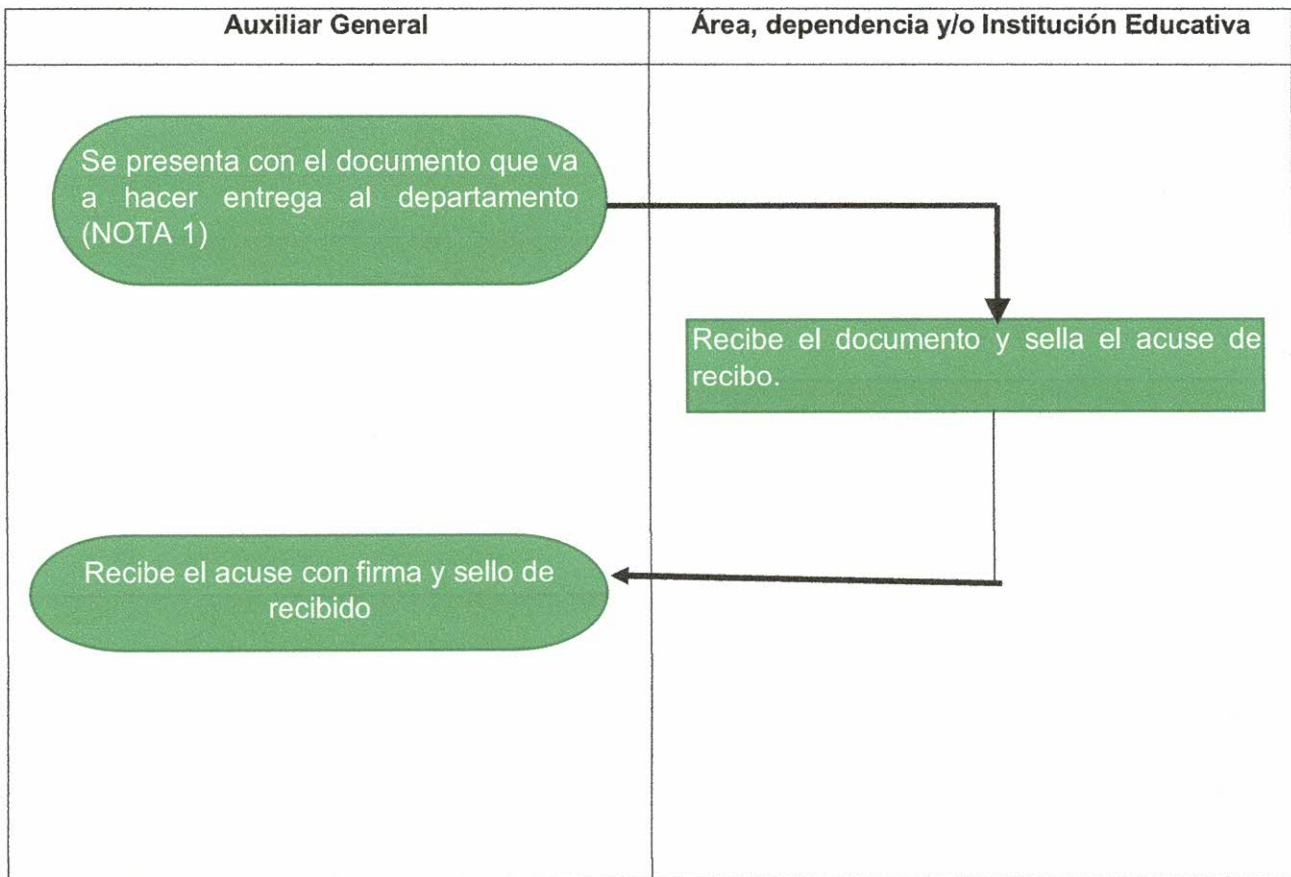 Auxiliar General
Área, dependencia y/o Institución Educativa
Se presenta con el documento que va
a hacer entrega al departamento
(NOTA 1)
Recibe el documento y sella el acuse de
recibo.
Recibe el acuse con firma y sello de
recibido